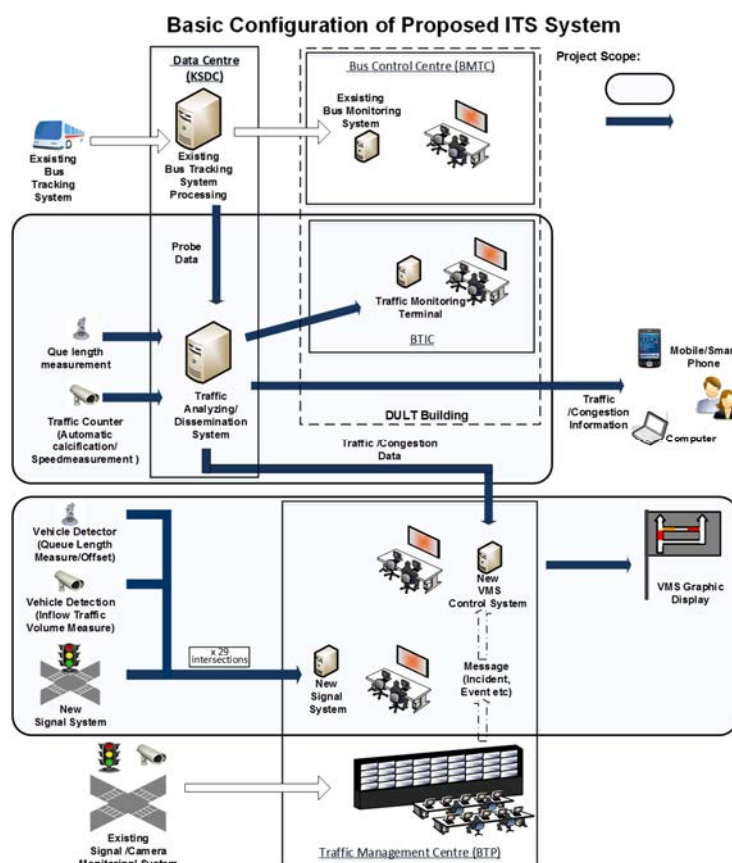 Basic Configuration of Proposed ITS System
Data Centre
(KSDC)
Bus Control Centre (BMTC)
Project Scope:
Exsisting
Bus Monitoring
System
Exsisting
Bus
Tracking
System
Existing
Bus Tracking
System
Processing
Probe
Data
Traffic Monitoring
Terminal
BTIC
Que length
measurement
Mobile/Smar
Phone
Traffic Counter
(Automatic
calcification/
Speedmeasurement )
Traffic
Analyzing/
Dissemination
System
DULT Building
Traffic
/Congestion
Information
Computer
Traffic /Congestion
Data
Vehicle Detector
(Queue Length
Measure/Offset)
New
VMS
Control System
VMS Graphic
Display
Vehicle Detection
(Inflow Traffic
Volume Measure)
x 29
intersections
New
Signal System
New
Signal
System
Message
(Incident,
Event etc)
Existing
Signal /Camera
Monitoring System
Traffic Management Centre (BTP)